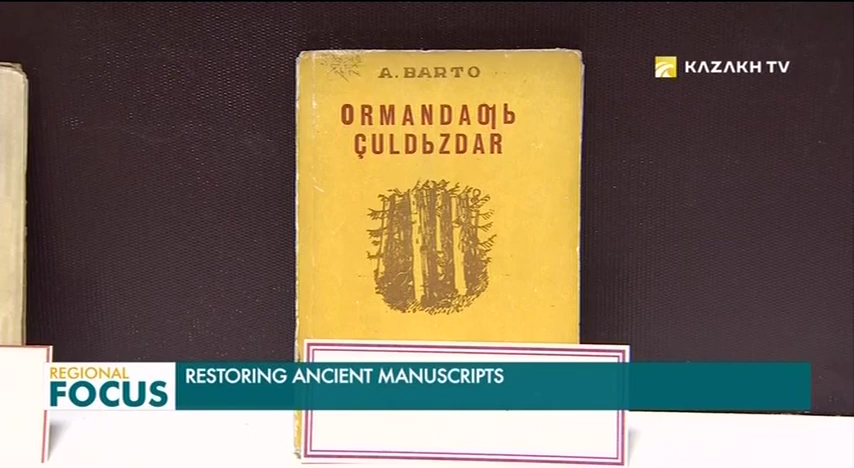 KAZAKH TV
A. BARTO
ORMANDAƢЬ
ÇULDЬZDAR
REGIONAL
FOCUS
RESTORING ANCIENT MANUSCRIPTS